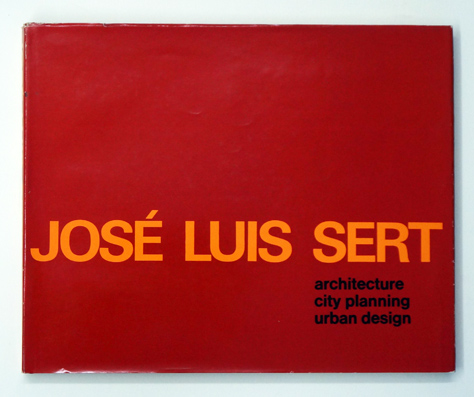 JOSÉ LUIS SERT
architecture
city planning
urban design